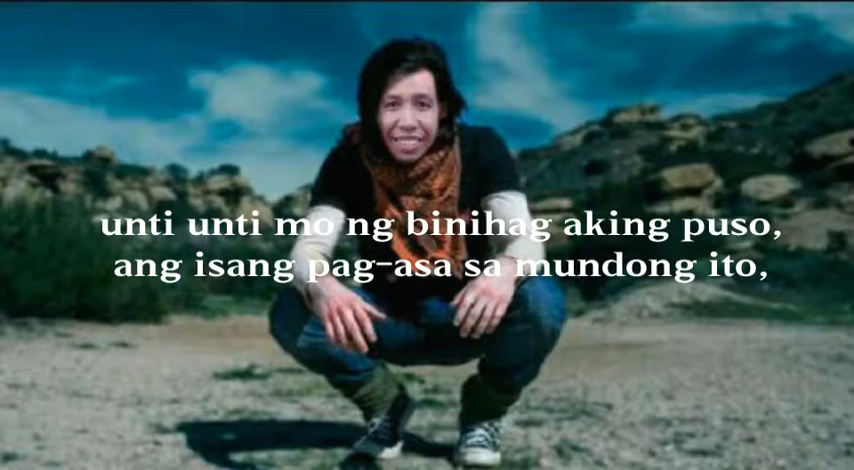 unti unti mo ng binihag aking puso,
ang isang pag-asa sa mundong ito,